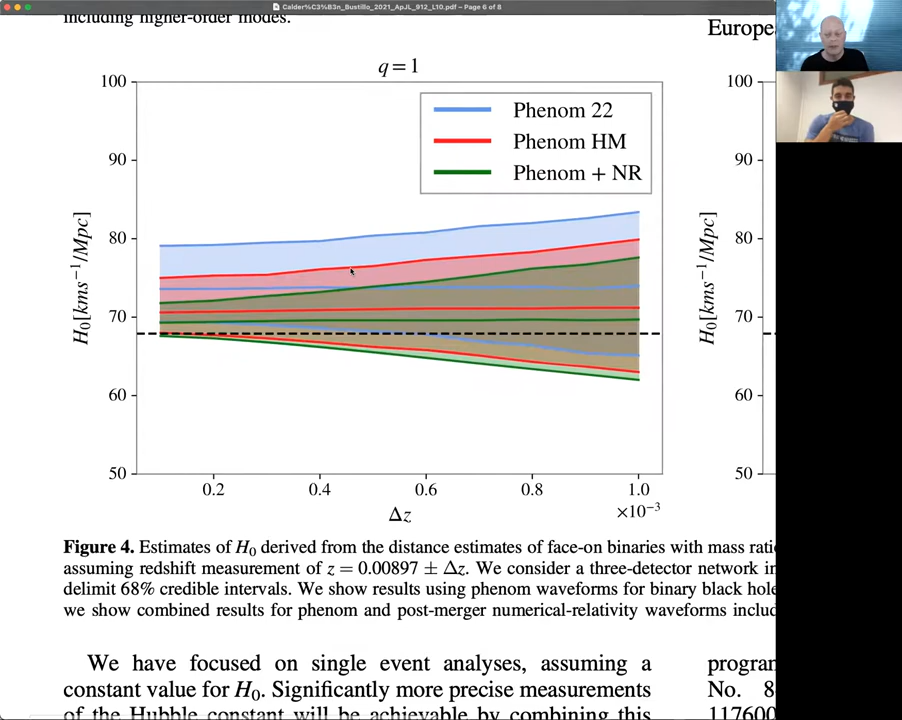 Calder%C3%B3n_Bustillo_2021_ApJL_912_L10.pdf – Page 6 of 8
including higher-order modes.
Europe
q = 1
100
90
80
70
60
50
H₀[kms⁻¹/Mpc]
Phenom 22
Phenom HM
Phenom + NR
0.2 0.4 0.6 0.8 1.0
×10⁻³
Δz
100
90
80
70
60
50
H₀[kms⁻¹/Mpc]
Figure 4. Estimates of H₀ derived from the distance estimates of face-on binaries with mass rati
assuming redshift measurement of z = 0.00897 ± Δz. We consider a three-detector network in
delimit 68% credible intervals. We show results using phenom waveforms for binary black hole
we show combined results for phenom and post-merger numerical-relativity waveforms includ
We have focused on single event analyses, assuming a
constant value for H₀. Significantly more precise measurements
of the Hubble constant will be achievable by combining this
program
No. 8
117600